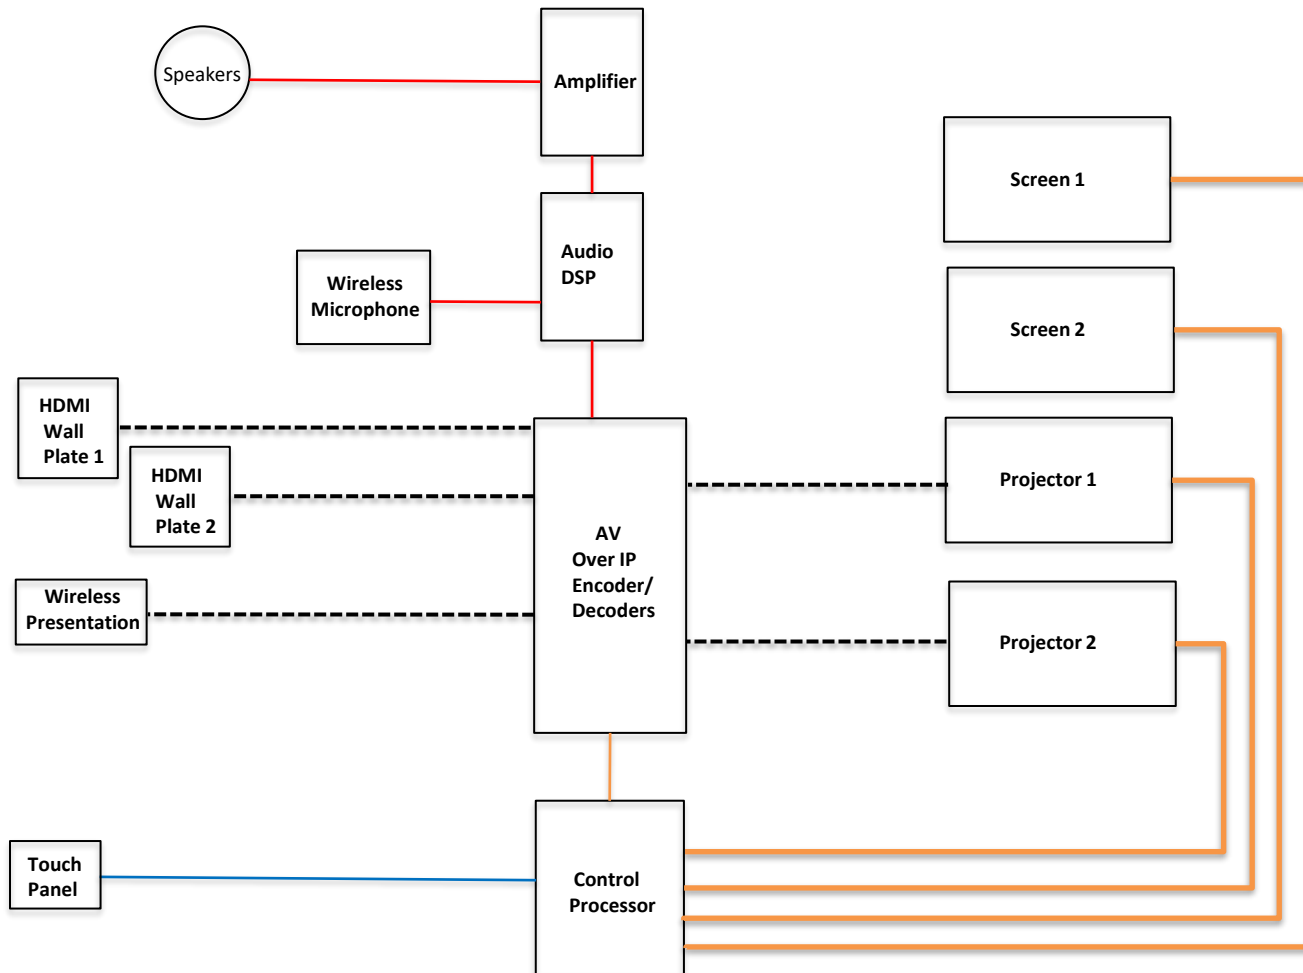 Speakers
Amplifier
Screen 1
Audio
DSP
Wireless
Microphone
Screen 2
HDMI
Wall
Plate 1
HDMI
Wall
Plate 2
Projector 1
AV
Over IP
Encoder/
Decoders
Wireless
Presentation
Projector 2
Touch
Panel
Control
Processor